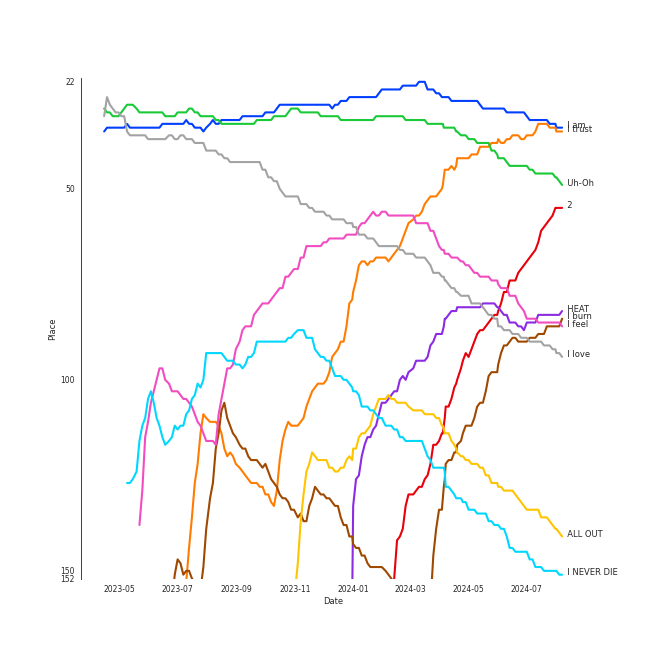 22
I am
I trust
50
Uh-Oh
2
HEAT
I burn
I feel
Place
I love
100
ALL OUT
150
I NEVER DIE
152
2023-05 2023-07 2023-09 2023-11 2024-01 2024-03 2024-05 2024-07
Date